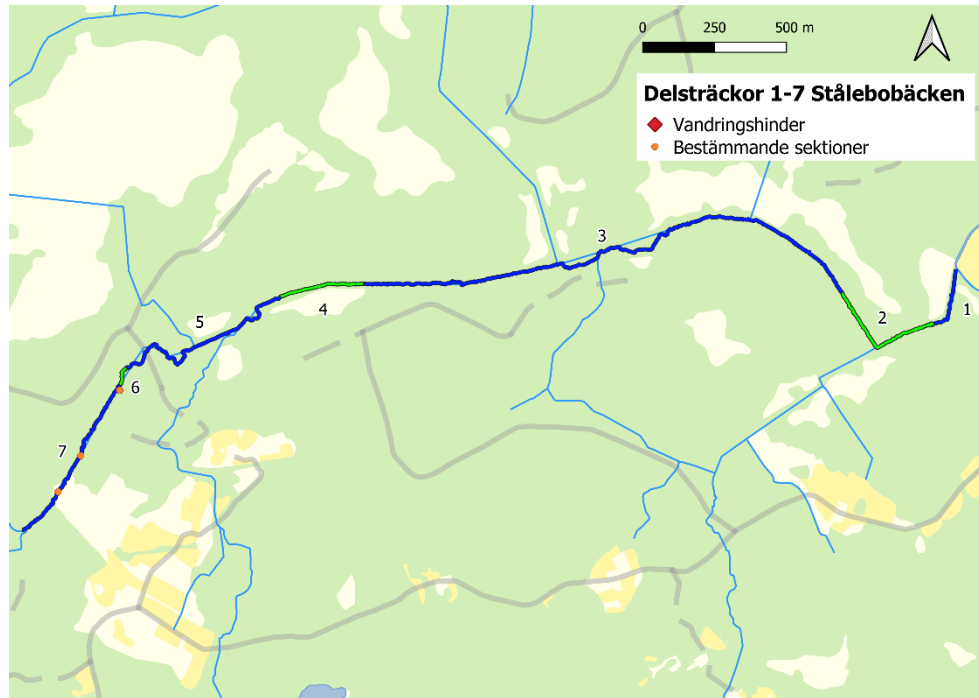 0 250 500 m
Delsträckor 1-7 Stålebobäcken
Vandringshinder
Bestämmande sektioner
3
1
2
4
5
6
7